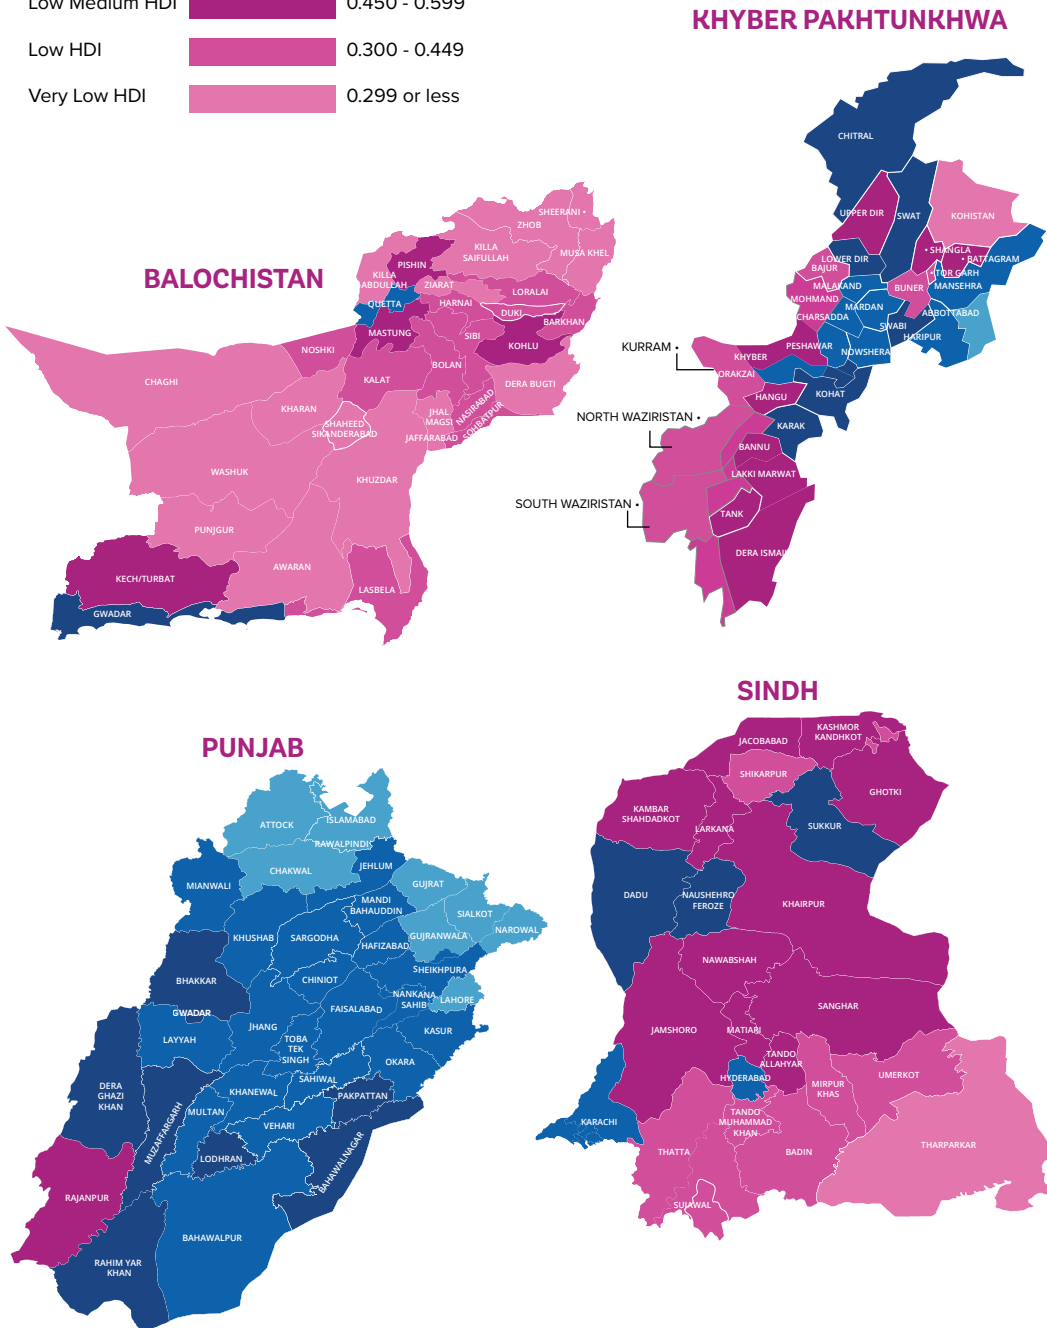 Low Medium HDI 0.450 - 0.599
Low HDI 0.300 - 0.449
Very Low HDI 0.299 or less
KHYBER PAKHTUNKHWA
CHITRAL
UPPER DIR
SWAT
KOHISTAN
SHANGLA
BATTAGRAM
LOWER DIR
BAJUR
TOR GARH
MALAKAND
BUNER
MANSEHRA
MOHMAND
MARDAN
ABBOTTABAD
CHARSADDA
SWABI
HARIPUR
PESHAWAR
NOWSHERA
KURRAM
KHYBER
ORAKZAI
HANGU
KOHAT
NORTH WAZIRISTAN
KARAK
BANNU
LAKKI MARWAT
SOUTH WAZIRISTAN
TANK
DERA ISMAI
BALOCHISTAN
SHEERANI
ZHOB
KILLA
SAIFULLAH
MUSA KHEL
PISHIN
KILLA
ABDULLAH
ZIARAT
LORALAI
QUETTA
HARNAI
DUKI
BARKHAN
MASTUNG
SIBI
KOHLU
NOSHKI
BOLAN
CHAGHI
KALAT
DERA BUGTI
KHARAN
NASIRABAD
SOHBATPUR
JHAL
MAGSI
SHAHEED
SIKANDERABAD
JAFFARABAD
WASHUK
KHUZDAR
PUNJGUR
AWARAN
KECH/TURBAT
LASBELA
GWADAR
SINDH
KASHMOR
KANDHKOT
JACOBABAD
SHIKARPUR
GHOTKI
KAMBAR
SHAHDADKOT
LARKANA
SUKKUR
DADU
NAUSHEHRO
FEROZE
KHAIRPUR
NAWABSHAH
SANGHAR
JAMSHORO
MATIARI
TANDO
ALLAHYAR
HYDERABAD
UMERKOT
MIRPUR
KHAS
KARACHI
TANDO
MUHAMMAD
KHAN
THATTA
BADIN
THARPARKAR
SUJAWAL
PUNJAB
ATTOCK
ISLAMABAD
RAWALPINDI
CHAKWAL
JEHLUM
MIANWALI
GUJRAT
MANDI
BAHAUDDIN
SIALKOT
NAROWAL
KHUSHAB
SARGODHA
HAFIZABAD
GUJRANWALA
SHEIKHPURA
BHAKKAR
CHINIOT
NANKANA
SAHIB
LAHORE
GWADAR
FAISALABAD
LAYYAH
JHANG
TOBA
TEK
SINGH
KASUR
OKARA
DERA
GHAZI
KHAN
SAHIWAL
KHANEWAL
PAKPATTAN
MUZAFFARGARH
MULTAN
VEHARI
LODHRAN
BAHAWALNAGAR
RAJANPUR
BAHAWALPUR
RAHIM YAR
KHAN